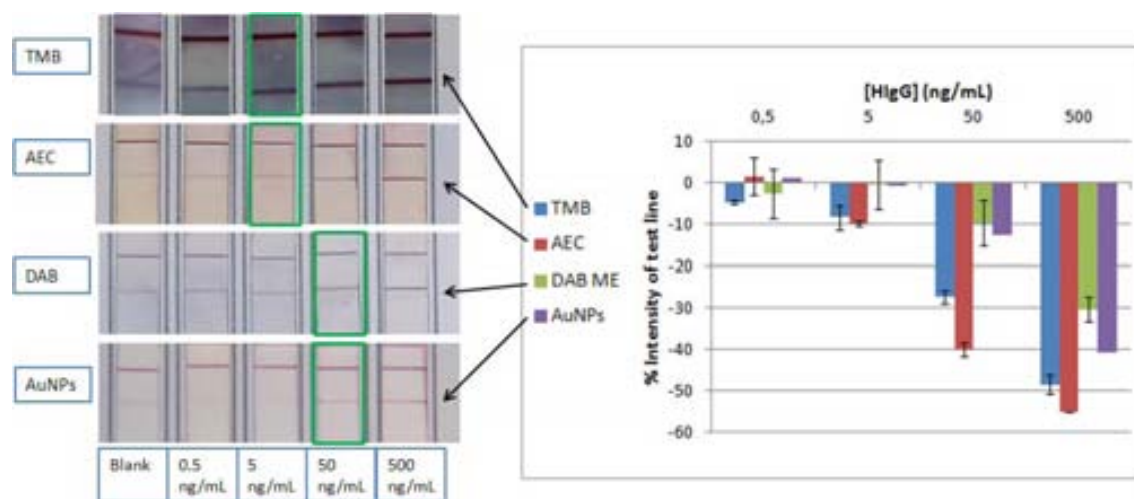 TMB
AEC
DAB
AuNPs
Blank
0.5
ng/mL
5
ng/mL
50
ng/mL
500
ng/mL
TMB
AEC
DAB ME
AuNPs
[HIgG] (ng/mL)
0,5 5 50 500
% Intensity of test line
10
0
-10
-20
-30
-40
-50
-60